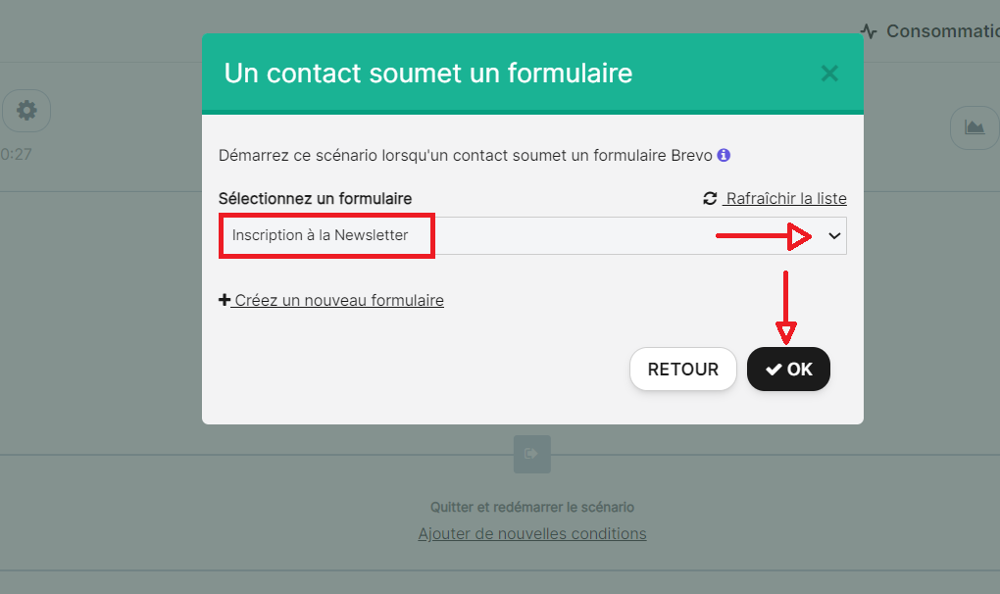 Consommatio
Un contact soumet un formulaire
0:27
Démarrez ce scénario lorsqu'un contact soumet un formulaire Brevo
Sélectionnez un formulaire
Rafraîchir la liste
Inscription à la Newsletter
Créez un nouveau formulaire
RETOUR
OK
Quitter et redémarrer le scénario
Ajouter de nouvelles conditions